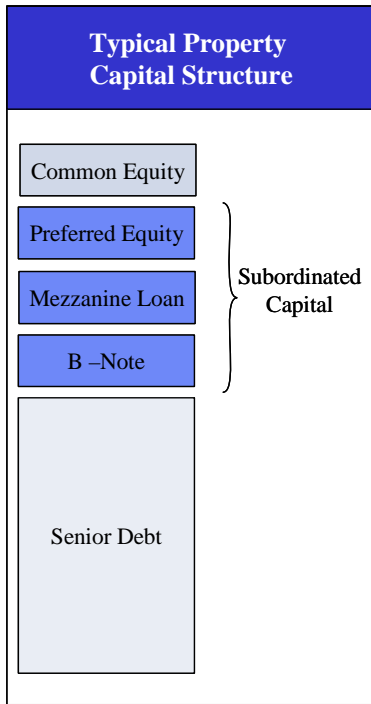 Typical Property
Capital Structure
Common Equity
Preferred Equity
Mezzanine Loan
B –Note
Subordinated
Capital
Senior Debt